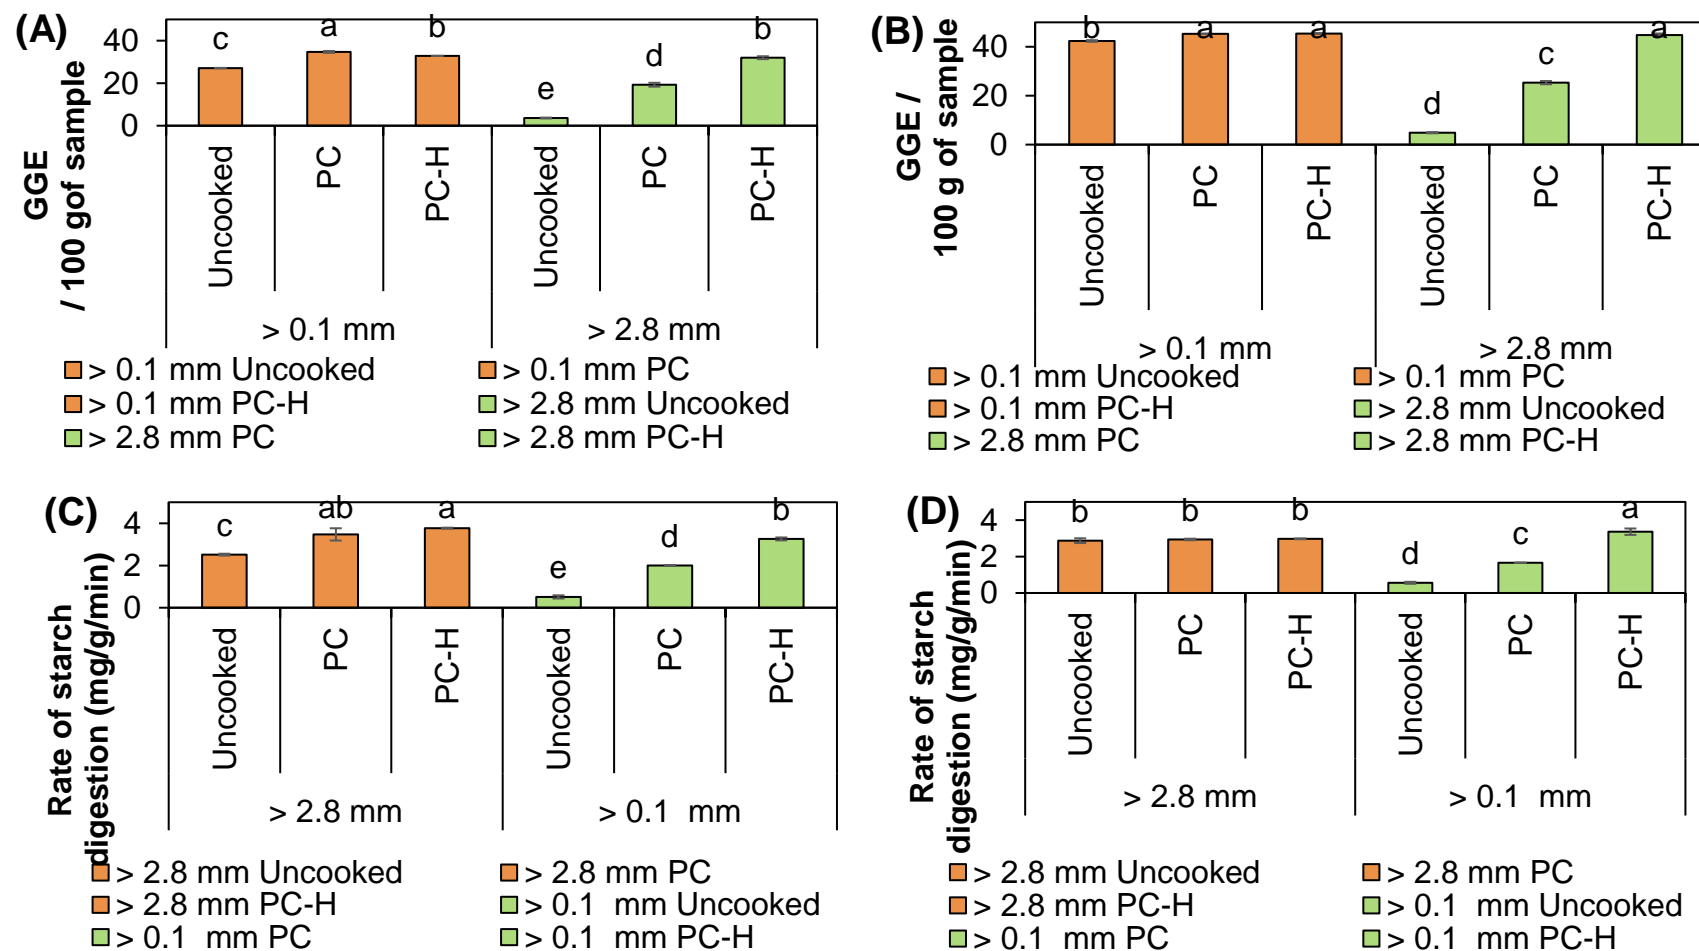 (A)
GGE
/ 100 gof sample
40
20
0
c
a
b
e
d
b
Uncooked
PC
PC-H
Uncooked
PC
PC-H
> 0.1 mm
> 2.8 mm
> 0.1 mm Uncooked
> 0.1 mm PC
> 0.1 mm PC-H
> 2.8 mm Uncooked
> 2.8 mm PC
> 2.8 mm PC-H
(B)
GGE /
100 g of sample
40
20
0
b
a
a
d
c
a
Uncooked
PC
PC-H
Uncooked
PC
PC-H
> 0.1 mm
> 2.8 mm
> 0.1 mm Uncooked
> 0.1 mm PC
> 0.1 mm PC-H
> 2.8 mm Uncooked
> 2.8 mm PC
> 2.8 mm PC-H
(C)
Rate of starch
digestion (mg/g/min)
4
2
0
c
ab
a
e
d
b
Uncooked
PC
PC-H
Uncooked
PC
PC-H
> 2.8 mm
> 0.1 mm
> 2.8 mm Uncooked
> 2.8 mm PC
> 2.8 mm PC-H
> 0.1 mm Uncooked
> 0.1 mm PC
> 0.1 mm PC-H
(D)
Rate of starch
digestion (mg/g/min)
4
2
0
b
b
b
d
c
a
Uncooked
PC
PC-H
Uncooked
PC
PC-H
> 2.8 mm
> 0.1 mm
> 2.8 mm Uncooked
> 2.8 mm PC
> 2.8 mm PC-H
> 0.1 mm Uncooked
> 0.1 mm PC
> 0.1 mm PC-H